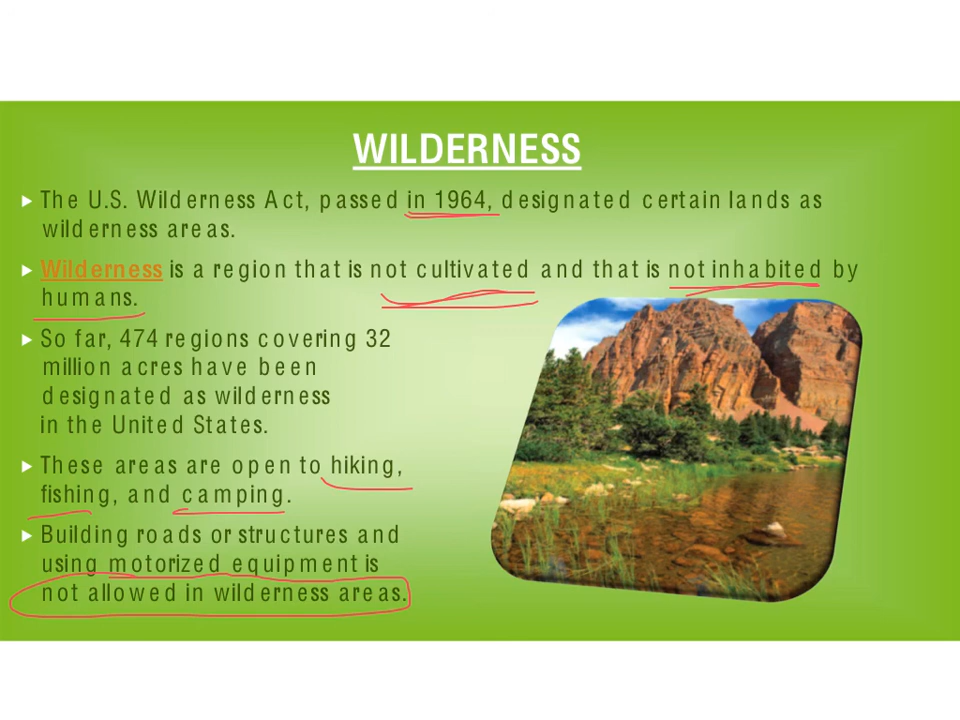 WILDERNESS
The U.S. Wilderness Act, passed in 1964, designated certain lands as
wilderness areas.
Wilderness is a region that is not cultivated and that is not inhabited by
humans.
So far, 474 regions covering 32
million acres have been
designated as wilderness
in the United States.
These areas are open to hiking,
fishing, and camping.
Building roads or structures and
using motorized equipment is
not allowed in wilderness areas.